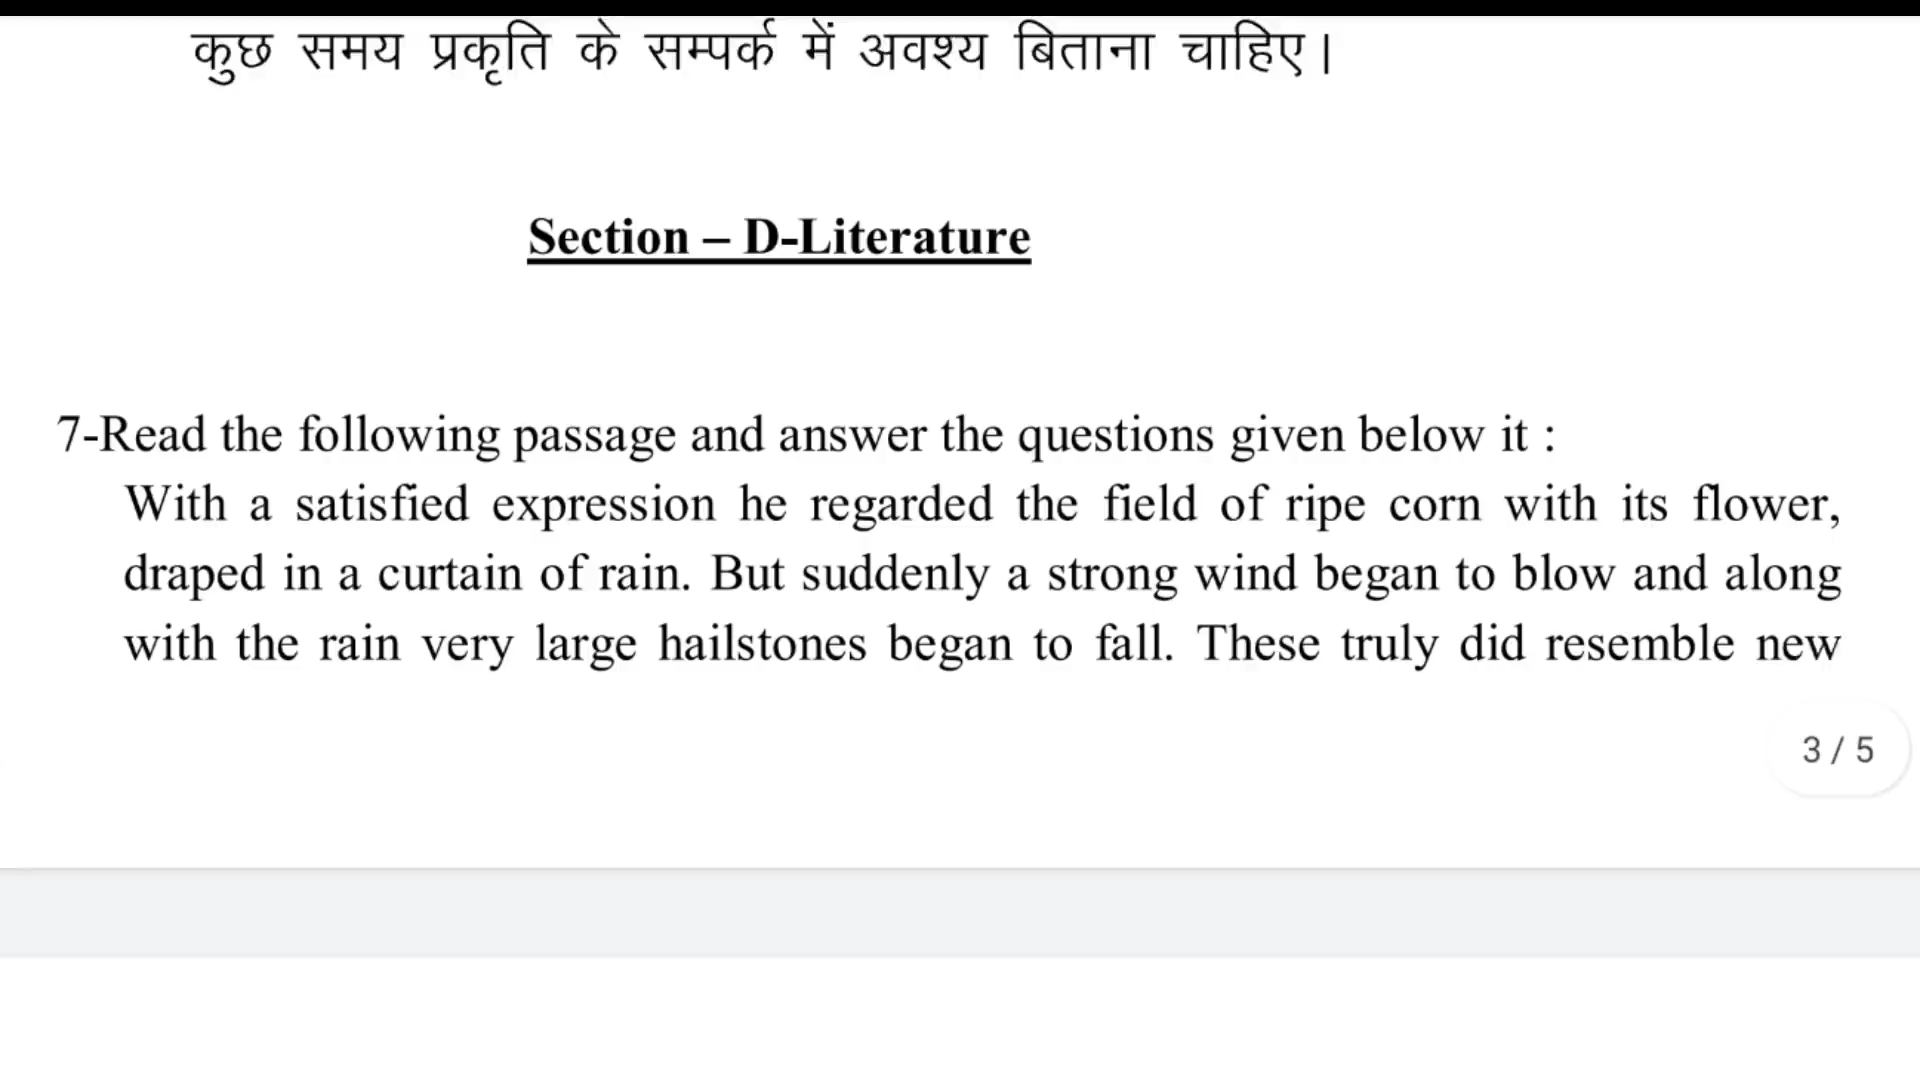 कुछ समय प्रकृति के सम्पर्क में अवश्य बिताना चाहिए।
Section – D-Literature
7-Read the following passage and answer the questions given below it :
With a satisfied expression he regarded the field of ripe corn with its flower,
draped in a curtain of rain. But suddenly a strong wind began to blow and along
with the rain very large hailstones began to fall. These truly did resemble new
3 / 5